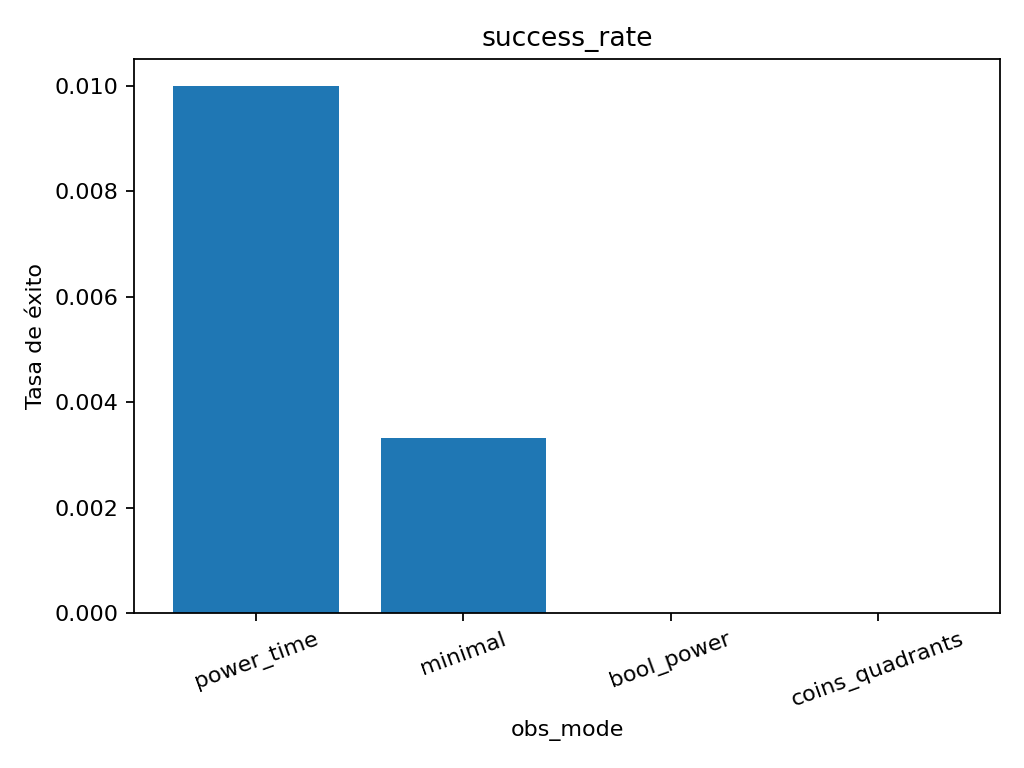 success_rate
Tasa de éxito
0.010
0.008
0.006
0.004
0.002
0.000
power_time
minimal
bool_power
coins_quadrants
obs_mode